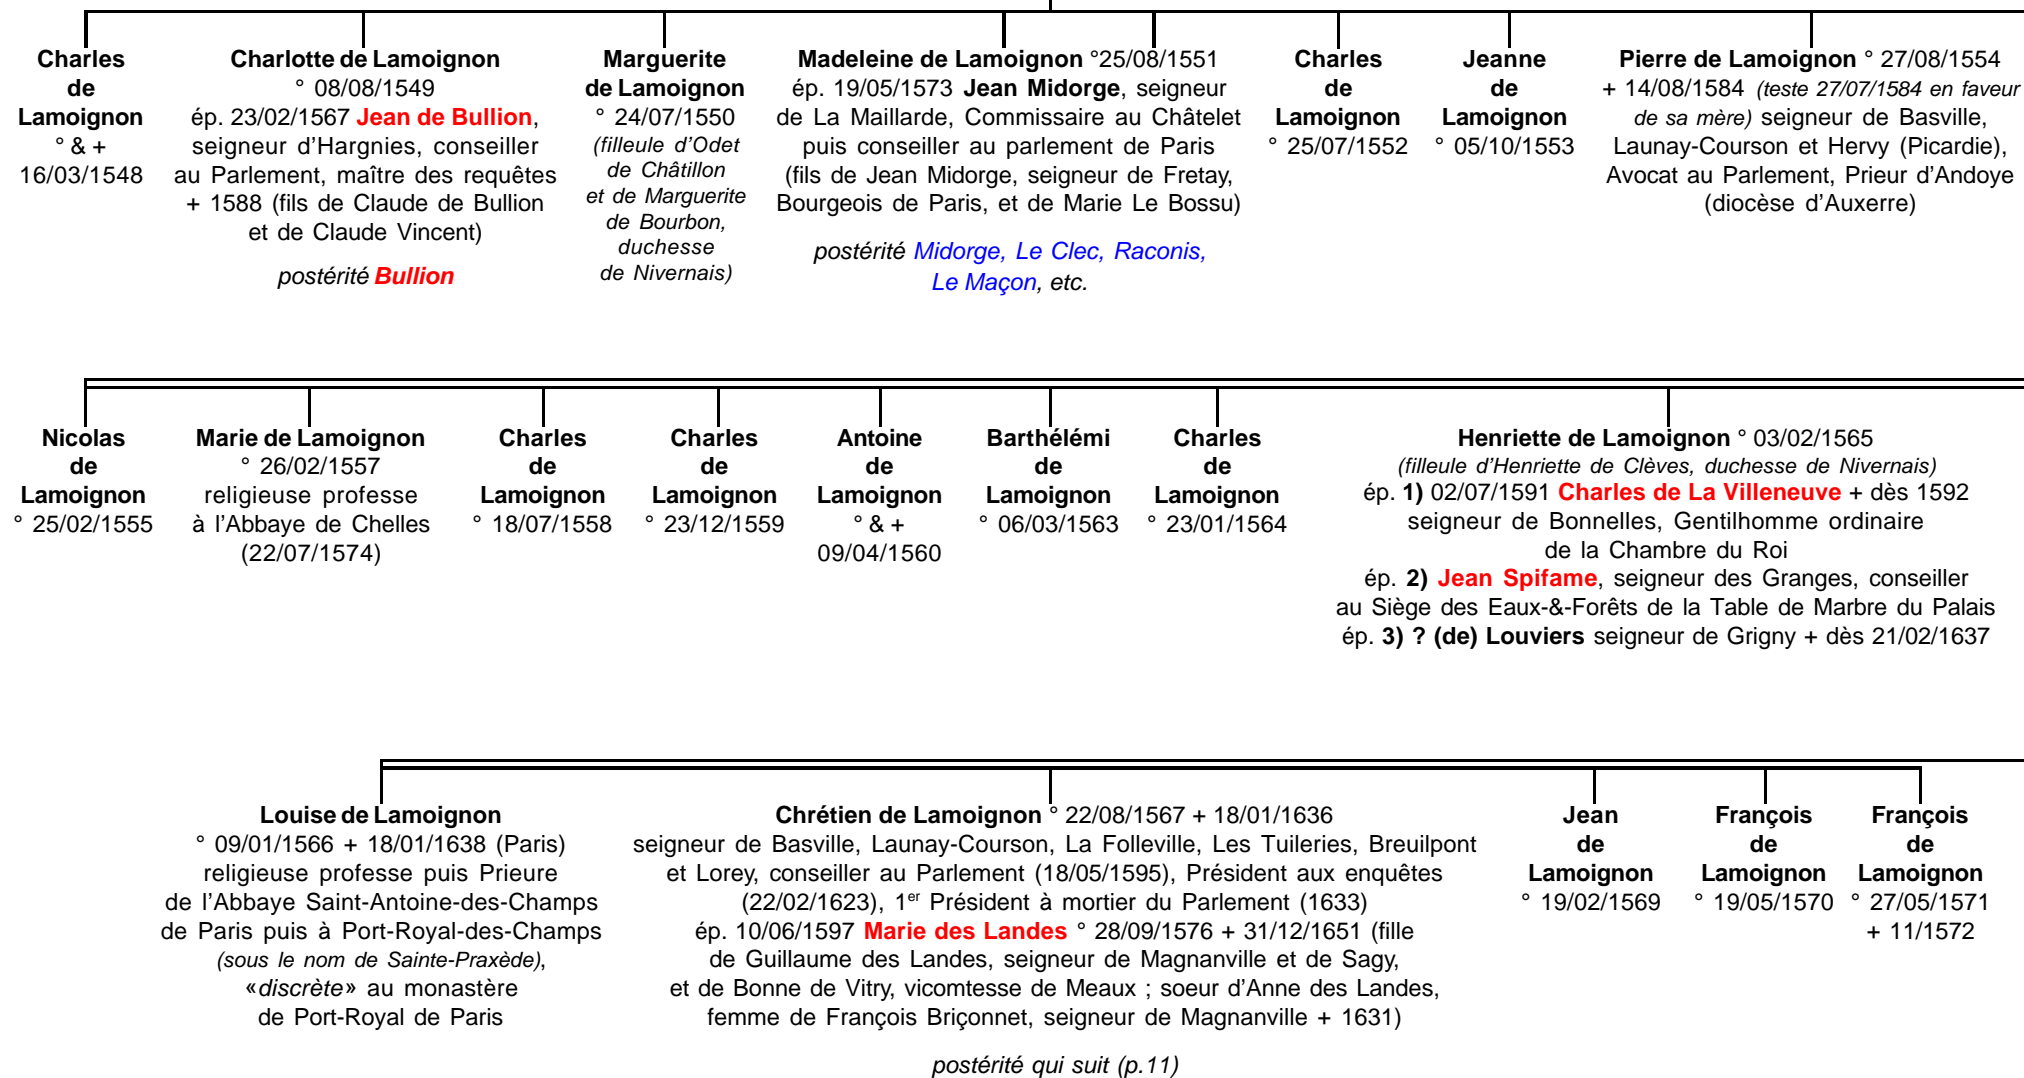 Charles
de
Lamoignon
° & +
16/03/1548
Charlotte de Lamoignon
° 08/08/1549
ép. 23/02/1567 Jean de Bullion,
seigneur d'Hargnies, conseiller
au Parlement, maître des requêtes
+ 1588 (fils de Claude de Bullion
et de Claude Vincent)
postérité Bullion
Marguerite
de Lamoignon
° 24/07/1550
(filleule d'Odet
de Châtillon
et de Marguerite
de Bourbon,
duchesse
de Nivernais)
Madeleine de Lamoignon °25/08/1551
ép. 19/05/1573 Jean Midorge, seigneur
de La Maillarde, Commissaire au Châtelet
puis conseiller au parlement de Paris
(fils de Jean Midorge, seigneur de Fretay,
Bourgeois de Paris, et de Marie Le Bossu)
postérité Midorge, Le Clec, Raconis,
Le Maçon, etc.
Charles
de
Lamoignon
° 25/07/1552
Jeanne
de
Lamoignon
° 05/10/1553
Pierre de Lamoignon ° 27/08/1554
+ 14/08/1584 (teste 27/07/1584 en faveur
de sa mère) seigneur de Basville,
Launay-Courson et Hervy (Picardie),
Avocat au Parlement, Prieur d'Andoye
(diocèse d'Auxerre)
Nicolas
de
Lamoignon
° 25/02/1555
Marie de Lamoignon
° 26/02/1557
religieuse professe
à l'Abbaye de Chelles
(22/07/1574)
Charles
de
Lamoignon
° 18/07/1558
Charles
de
Lamoignon
° 23/12/1559
Antoine
de
Lamoignon
° & +
09/04/1560
Barthélémi
de
Lamoignon
° 06/03/1563
Charles
de
Lamoignon
° 23/01/1564
Henriette de Lamoignon ° 03/02/1565
(filleule d'Henriette de Clèves, duchesse de Nivernais)
ép. 1) 02/07/1591 Charles de La Villeneuve + dès 1592
seigneur de Bonnelles, Gentilhomme ordinaire
de la Chambre du Roi
ép. 2) Jean Spifame, seigneur des Granges, conseiller
au Siège des Eaux-&-Forêts de la Table de Marbre du Palais
ép. 3) ? (de) Louviers seigneur de Grigny + dès 21/02/1637
Louise de Lamoignon
° 09/01/1566 + 18/01/1638 (Paris)
religieuse professe puis Prieure
de l'Abbaye Saint-Antoine-des-Champs
de Paris puis à Port-Royal-des-Champs
(sous le nom de Sainte-Praxède),
«discrète» au monastère
de Port-Royal de Paris
Chrétien de Lamoignon ° 22/08/1567 + 18/01/1636
seigneur de Basville, Launay-Courson, La Folleville, Les Tuileries, Breuilpont
et Lorey, conseiller au Parlement (18/05/1595), Président aux enquêtes
(22/02/1623), 1er Président à mortier du Parlement (1633)
ép. 10/06/1597 Marie des Landes ° 28/09/1576 + 31/12/1651 (fille
de Guillaume des Landes, seigneur de Magnanville et de Sagy,
et de Bonne de Vitry, vicomtesse de Meaux ; soeur d'Anne des Landes,
femme de François Briçonnet, seigneur de Magnanville + 1631)
postérité qui suit (p.11)
Jean
de
Lamoignon
° 19/02/1569
François
de
Lamoignon
° 19/05/1570
François
de
Lamoignon
° 27/05/1571
+ 11/1572